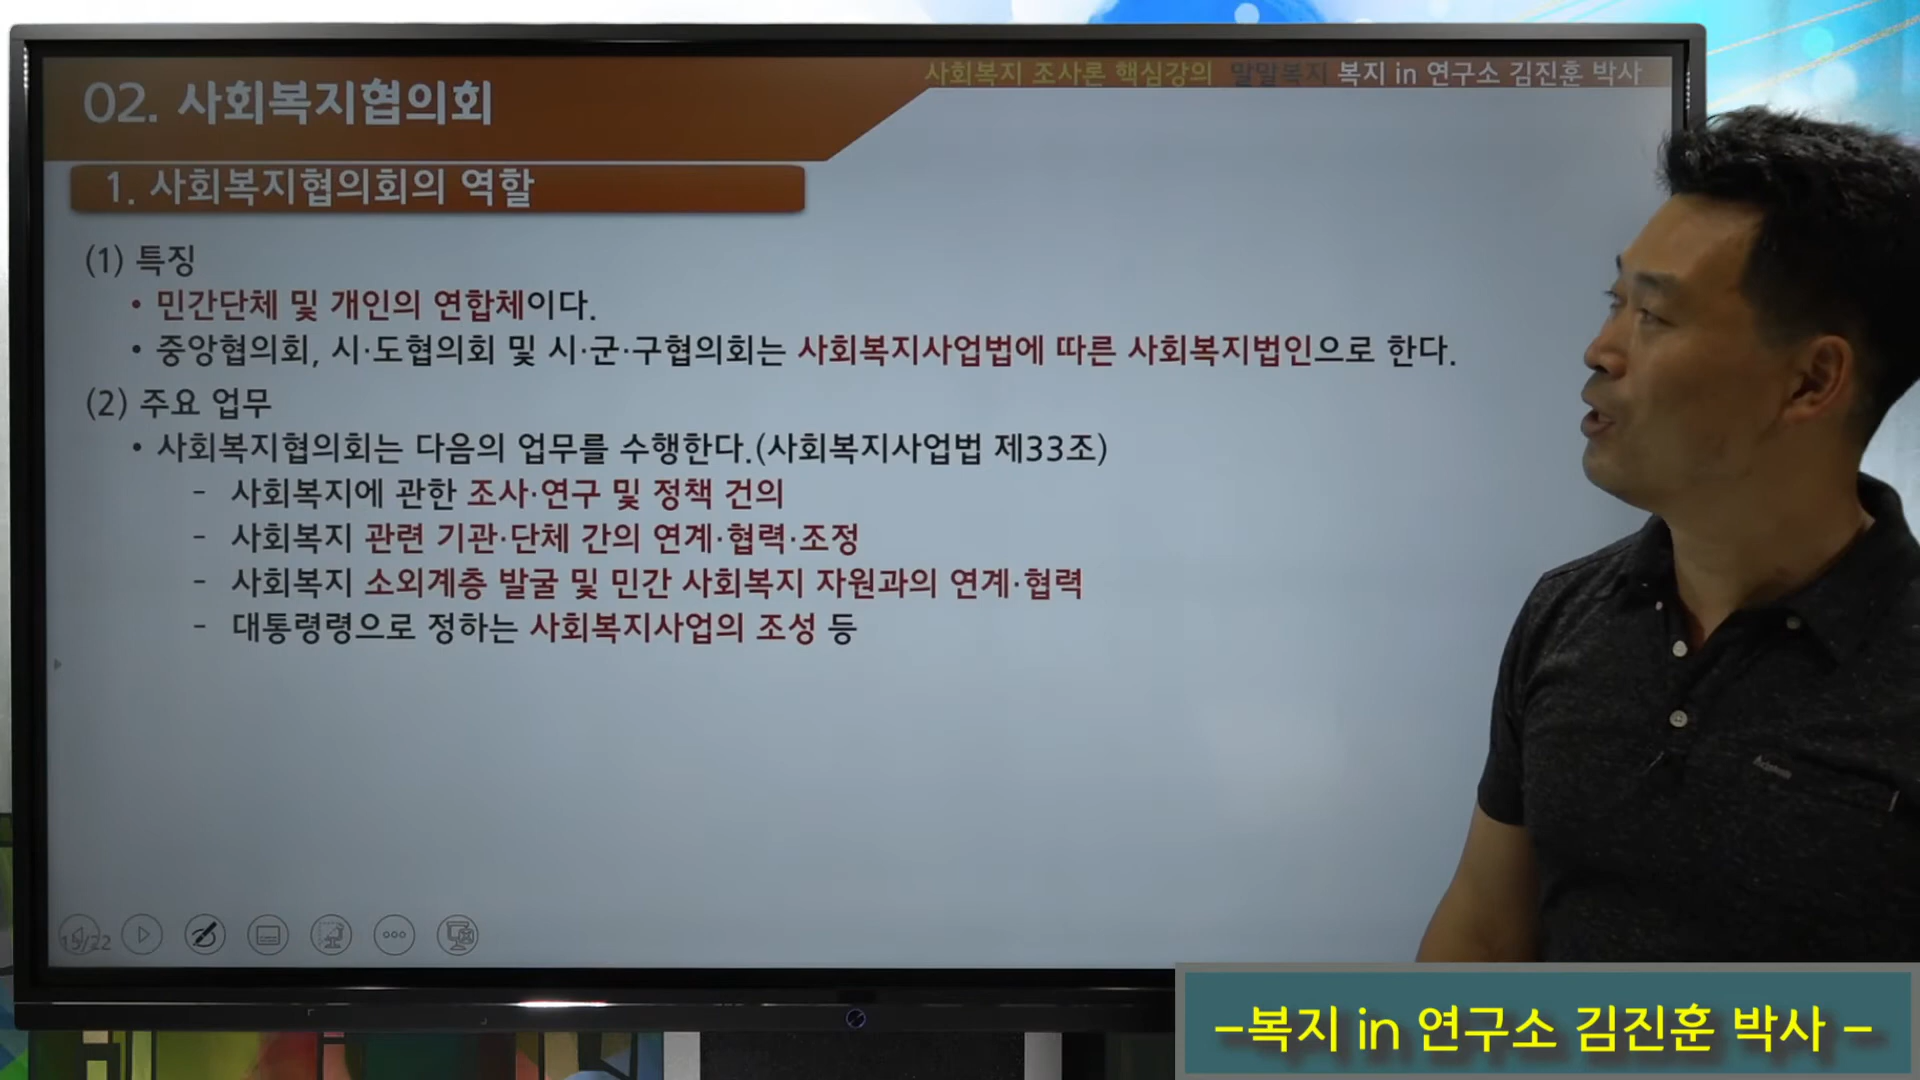 사회복지 조사론 핵심강의 말말복지 복지 in 연구소 김진훈 박사
02. 사회복지협의회
1. 사회복지협의회의 역할
(1) 특징
• 민간단체 및 개인의 연합체이다.
• 중앙협의회, 시·도협의회 및 시·군·구협의회는 사회복지사업법에 따른 사회복지법인으로 한다.
(2) 주요 업무
• 사회복지협의회는 다음의 업무를 수행한다.(사회복지사업법 제33조)
- 사회복지에 관한 조사·연구 및 정책 건의
- 사회복지 관련 기관·단체 간의 연계·협력·조정
- 사회복지 소외계층 발굴 및 민간 사회복지 자원과의 연계·협력
- 대통령령으로 정하는 사회복지사업의 조성 등
15/22
-복지 in 연구소 김진훈 박사 -